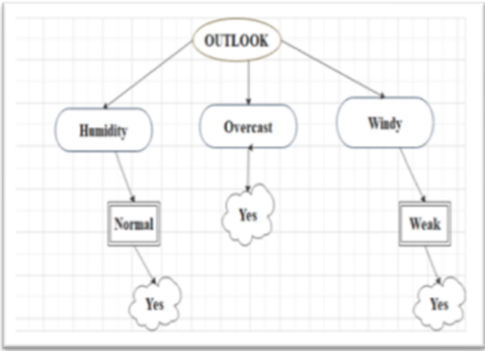 OUTLOOK
Humidity
Overcast
Windy
Normal
Yes
Weak
Yes
Yes